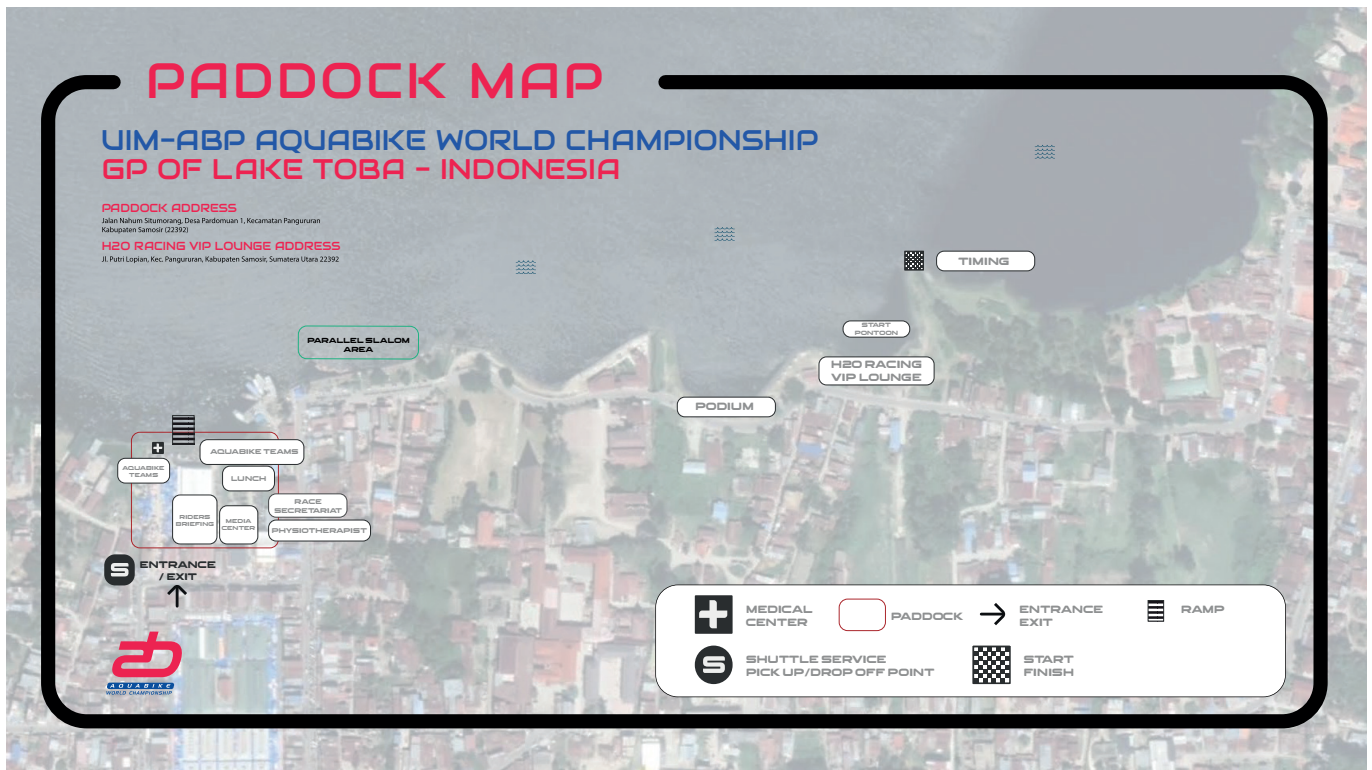 PADDOCK MAP
UIM-ABP AQUABIKE WORLD CHAMPIONSHIP
GP OF LAKE TOBA - INDONESIA
PADDOCK ADDRESS
Jalan Nahum Situmorang, Desa Pardomuan 1, Kecamatan Pangururan
Kabupaten Samosir (22392)
H2O RACING VIP LOUNGE ADDRESS
Jl. Putri Lopian, Kec. Pangururan, Kabupaten Samosir, Sumatera Utara 22392
TIMING
START
PONTOON
PARALLEL SLALOM
AREA
H2O RACING
VIP LOUNGE
PODIUM
AQUABIKE TEAMS
AQUABIKE
TEAMS
LUNCH
RACE
SECRETARIAT
RIDERS
BRIEFING
MEDIA
CENTER
PHYSIOTHERAPIST
S
ENTRANCE
/ EXIT
ab
AQUABIKE
WORLD CHAMPIONSHIP
MEDICAL
CENTER
PADDOCK
ENTRANCE
EXIT
RAMP
S
SHUTTLE SERVICE
PICK UP/DROP OFF POINT
START
FINISH